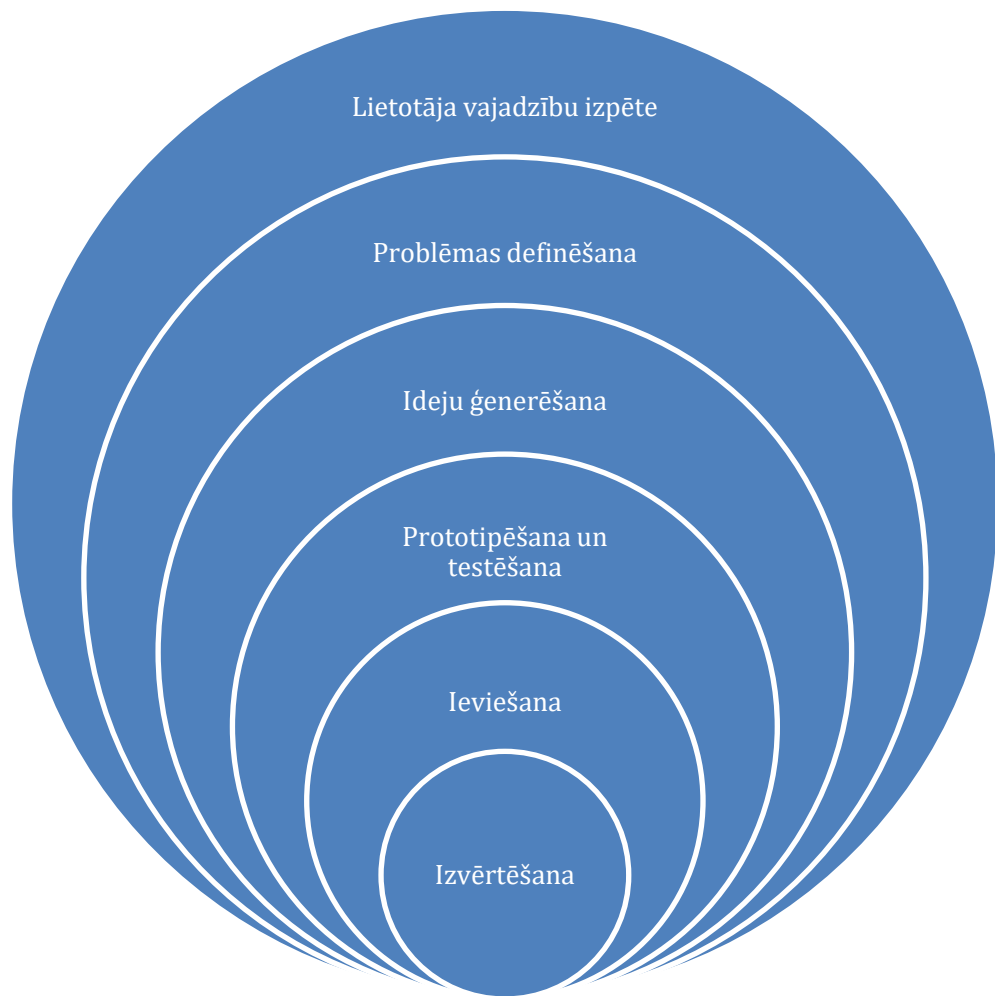 Lietotāja vajadzību izpēte
Problēmas definēšana
Ideju ģenerēšana
Prototipēšana un
testēšana
Ieviešana
Izvērtēšana